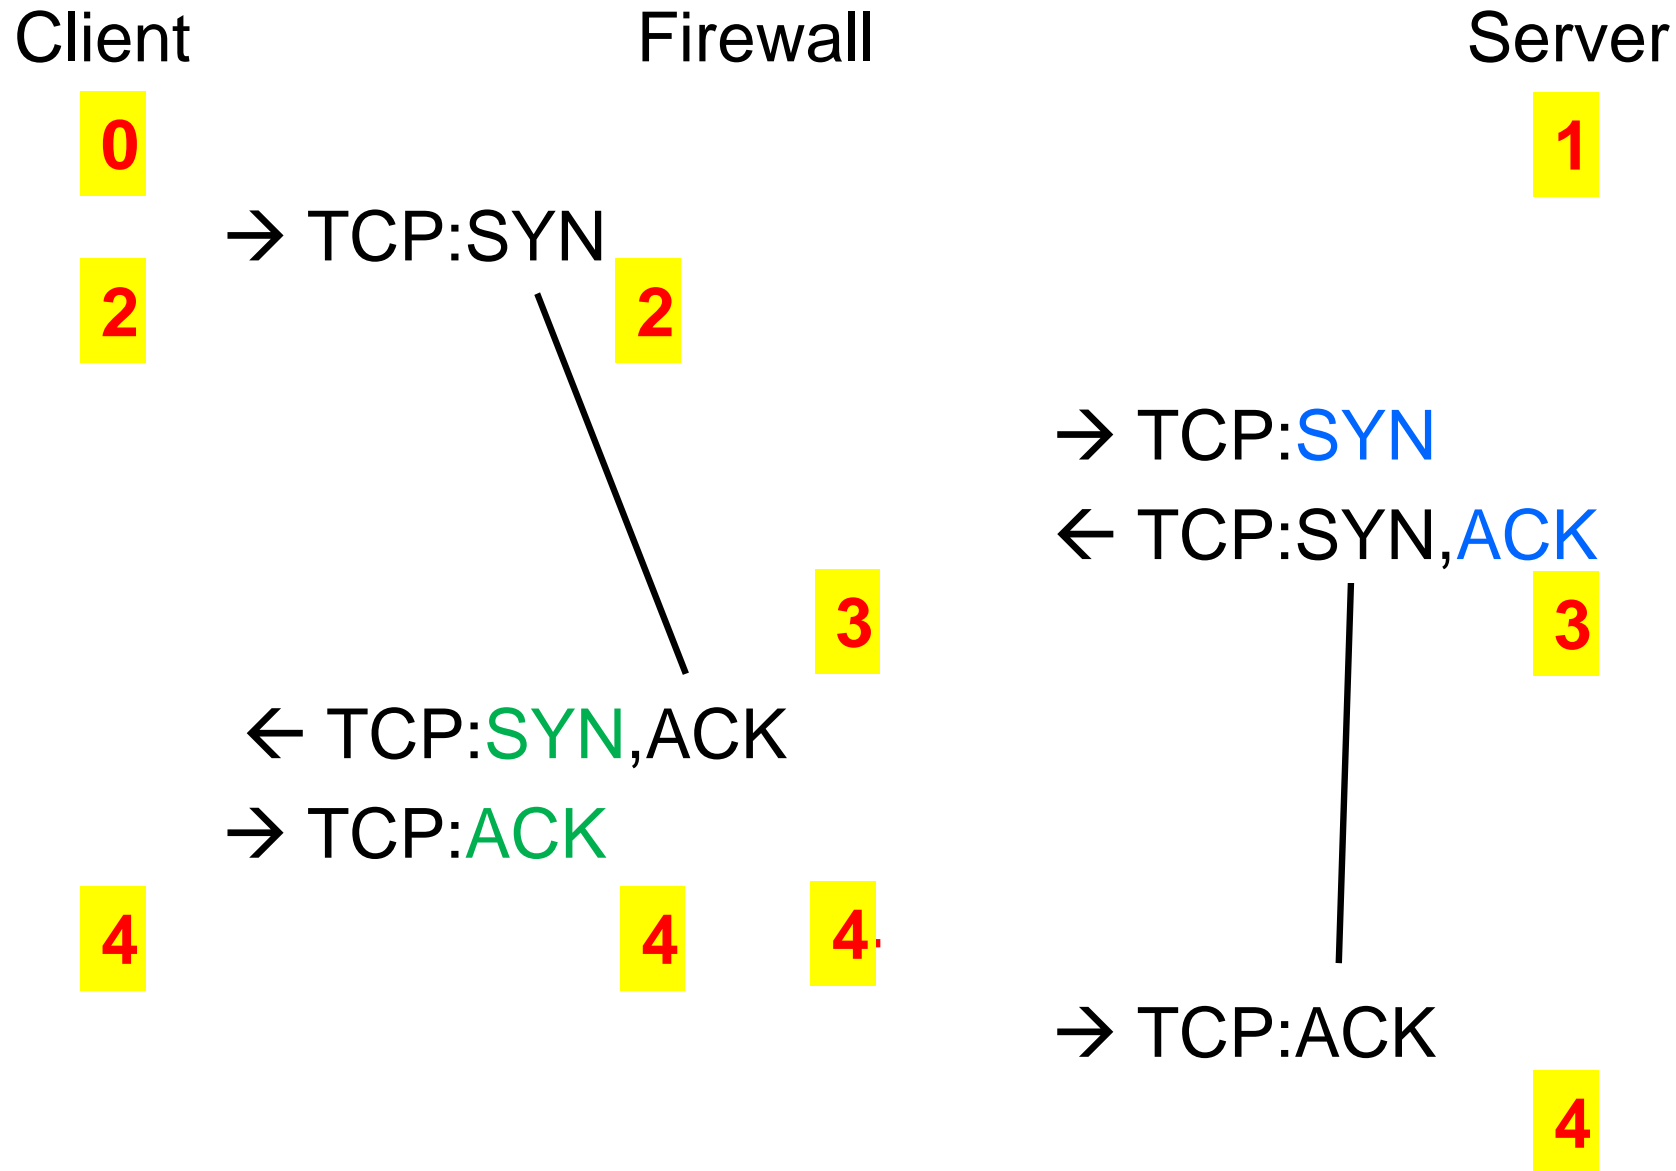 Client Firewall Server
0 1
→ TCP:SYN
2 2
→ TCP:SYN
← TCP:SYN,ACK
3 3
← TCP:SYN,ACK
→ TCP:ACK
4 4 4-
→ TCP:ACK
4